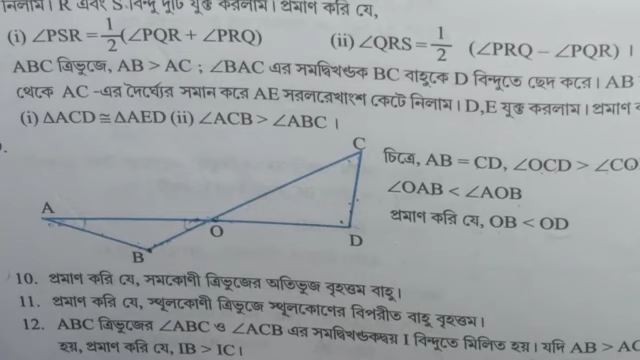 নিলাম। R এবং S বিন্দু দুটি যুক্ত করলাম। প্রমাণ করি যে,
(i) ∠PSR = 1/2 (∠PQR + ∠PRQ) (ii) ∠QRS = 1/2 (∠PRQ – ∠PQR) ।
ABC ত্রিভুজে, AB > AC ; ∠BAC এর সমদ্বিখণ্ডক BC বাহুকে D বিন্দুতে ছেদ করে। AB
থেকে AC -এর দৈর্ঘ্যের সমান করে AE সরলরেখাংশ কেটে নিলাম। D,E যুক্ত করলাম। প্রমাণ
(i) ΔACD ≅ ΔAED (ii) ∠ACB > ∠ABC ।
C
চিত্রে, AB = CD, ∠OCD > ∠CO
∠OAB < ∠AOB
প্রমাণ করি যে, OB < OD
A
O
D
B
10. প্রমাণ করি যে, সমকোণী ত্রিভুজের অতিভুজ বৃহত্তম বাহু।
11. প্রমাণ করি যে, স্থূলকোণী ত্রিভুজে স্থূলকোণের বিপরীত বাহু বৃহত্তম।
12. ABC ত্রিভুজের ∠ABC ও ∠ACB এর সমদ্বিখণ্ডকদ্বয় I বিন্দুতে মিলিত হয়। যদি AB > AC
হয়, প্রমাণ করি যে, IB > IC।